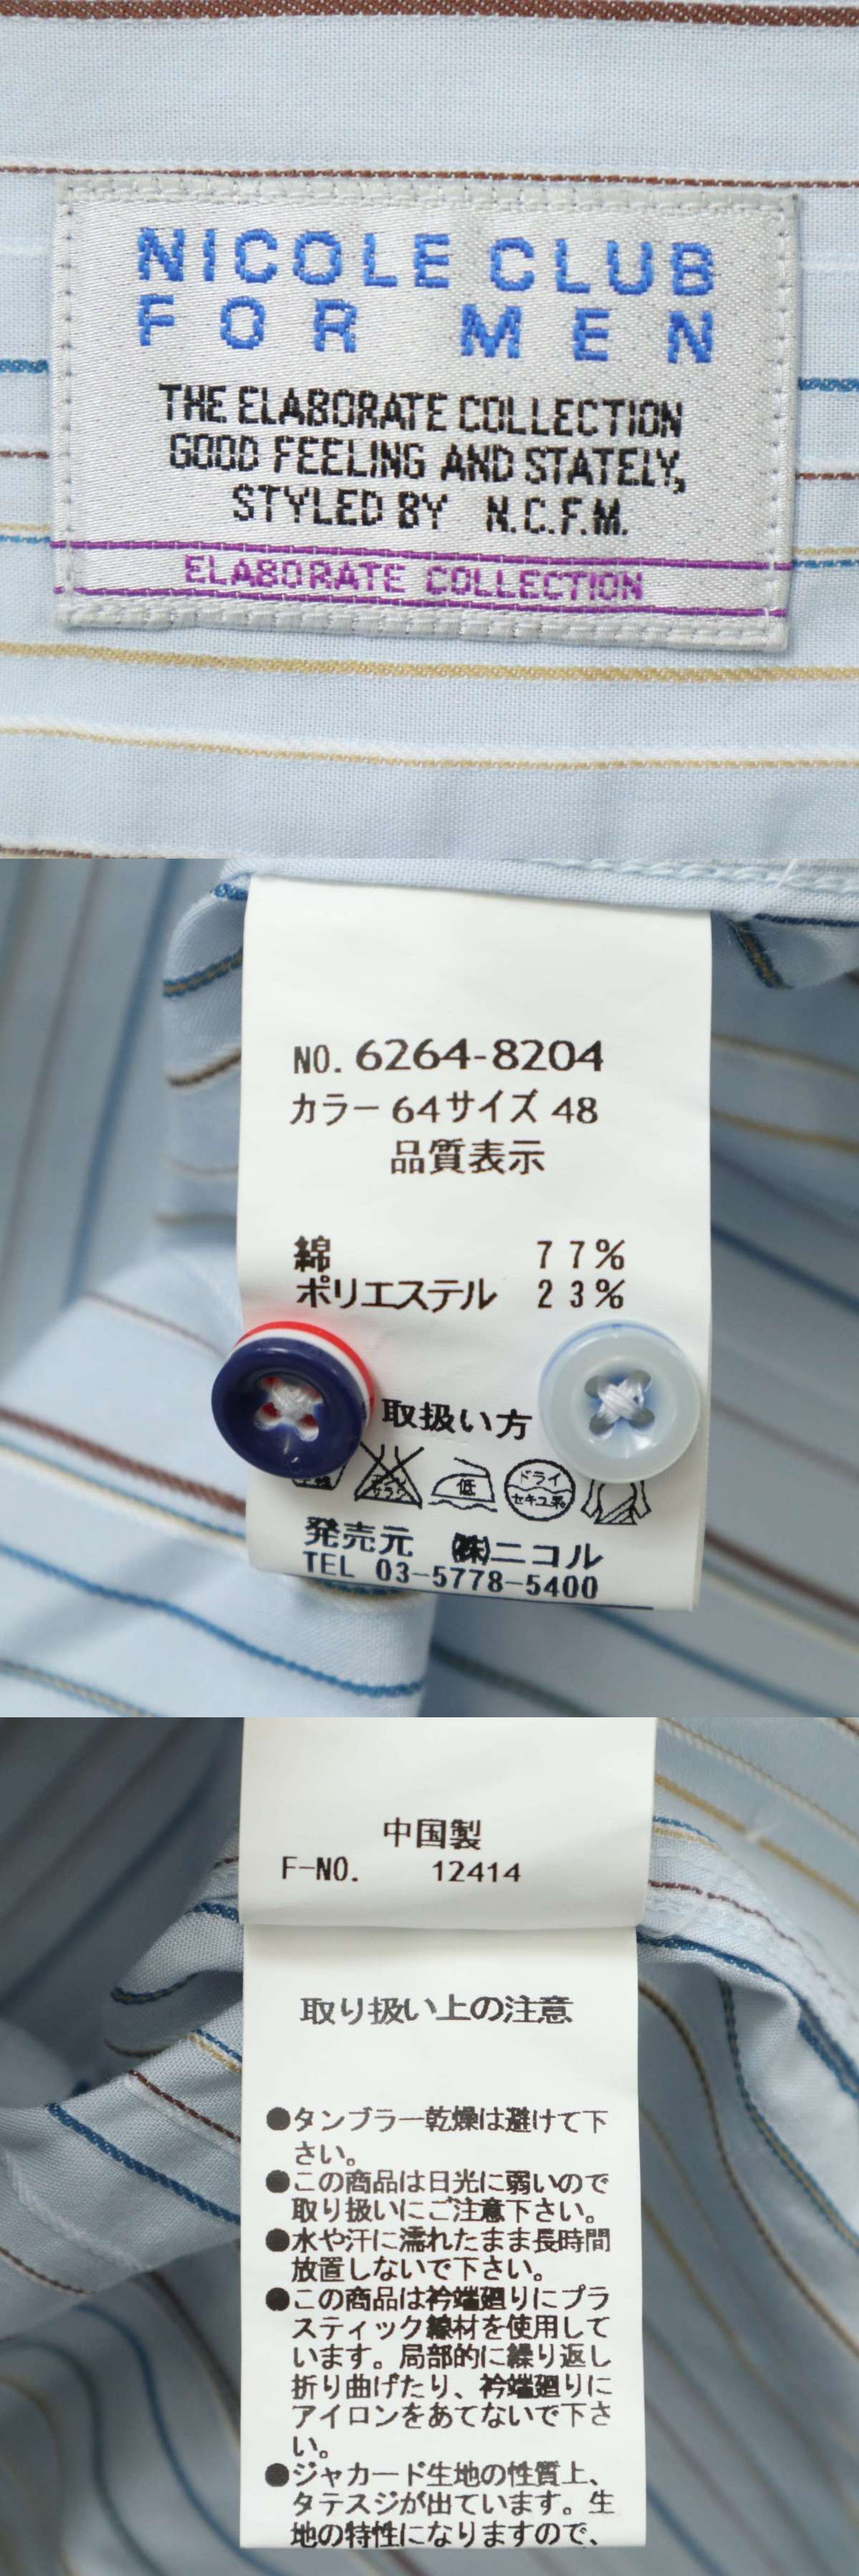 NICOLE CLUB
FOR MEN
THE ELABORATE COLLECTION
GOOD FEELING AND STATELY,
STYLED BY N.C.F.M.
ELABORATE COLLECTION
NO. 6264-8204
カラー 64サイズ 48
品質表示
綿 77%
ポリエステル 23%
取扱い方
低
ドライ
セキユ系
発売元 ㈱ニコル
TEL 03-5778-5400
中国製
F-NO. 12414
取り扱い上の注意
●タンブラー乾燥は避けて下
さい。
●この商品は日光に弱いので
取り扱いにご注意下さい。
●水や汗に濡れたまま長時間
放置しないで下さい。
●この商品は衿端廻りにプラ
スティック線材を使用して
います。局部的に繰り返し
折り曲げたり、衿端廻りに
アイロンをあてないで下さ
い。
●ジャカード生地の性質上、
タテスジが出ています。生
地の特性になりますので、